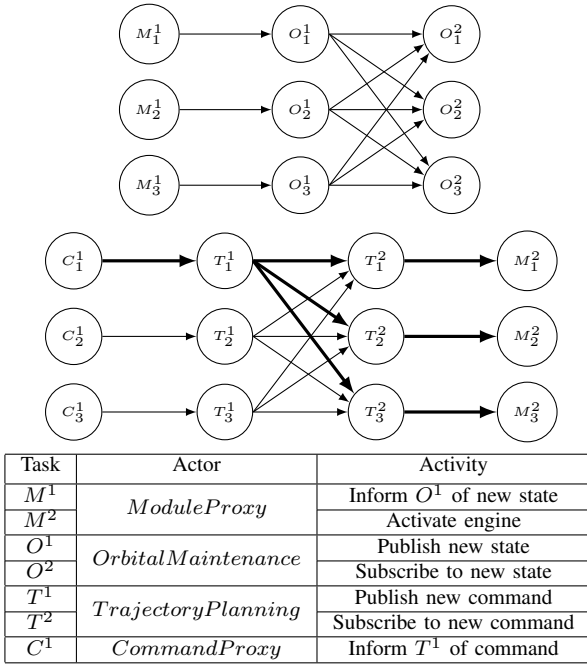 M_1^1 O_1^1 O_1^2
M_2^1 O_2^1 O_2^2
M_3^1 O_3^1 O_3^2
C_1^1 T_1^1 T_1^2 M_1^2
C_2^1 T_2^1 T_2^2 M_2^2
C_3^1 T_3^1 T_3^2 M_3^2
Task Actor Activity
M^1 ModuleProxy Inform O^1 of new state
M^2 Activate engine
O^1 OrbitalMaintenance Publish new state
O^2 Subscribe to new state
T^1 TrajectoryPlanning Publish new command
T^2 Subscribe to new command
C^1 CommandProxy Inform T^1 of command